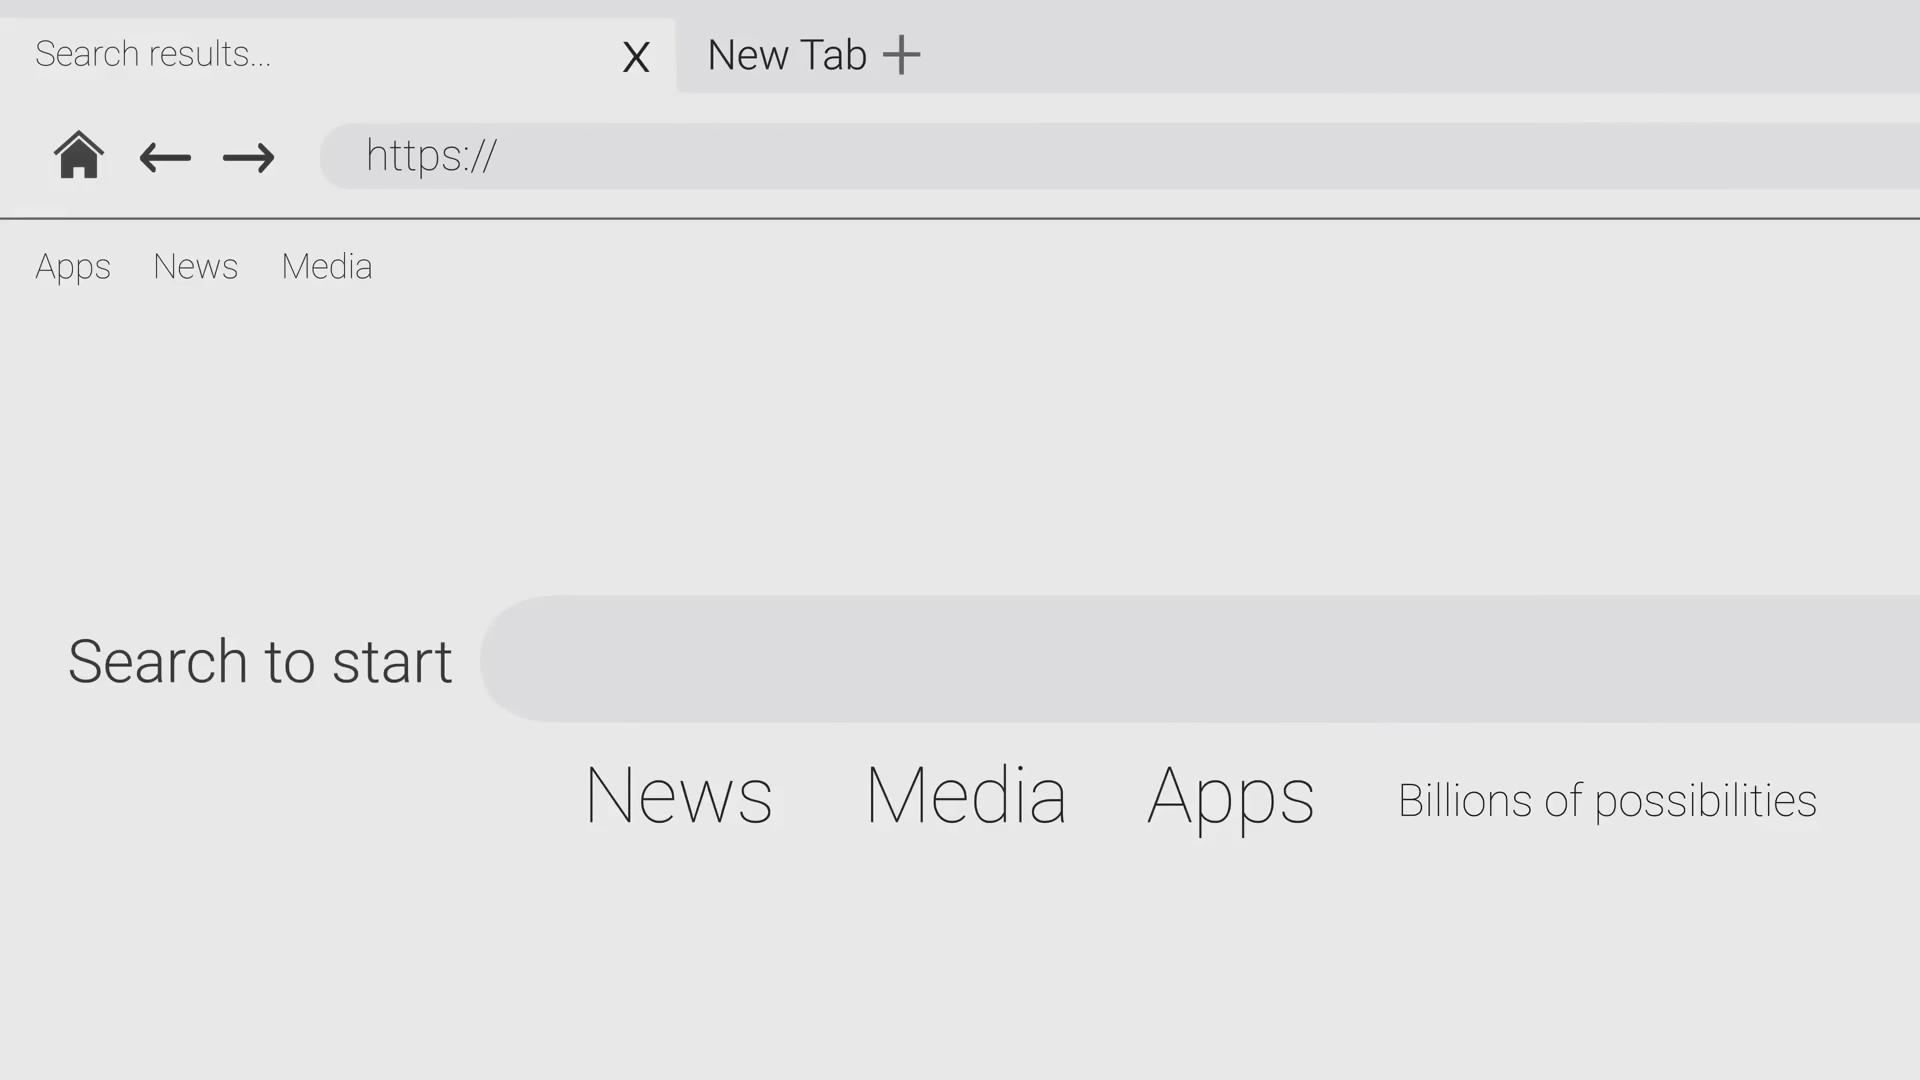 Search results... X New Tab +
https://
Apps News Media
Search to start
News Media Apps Billions of possibilities